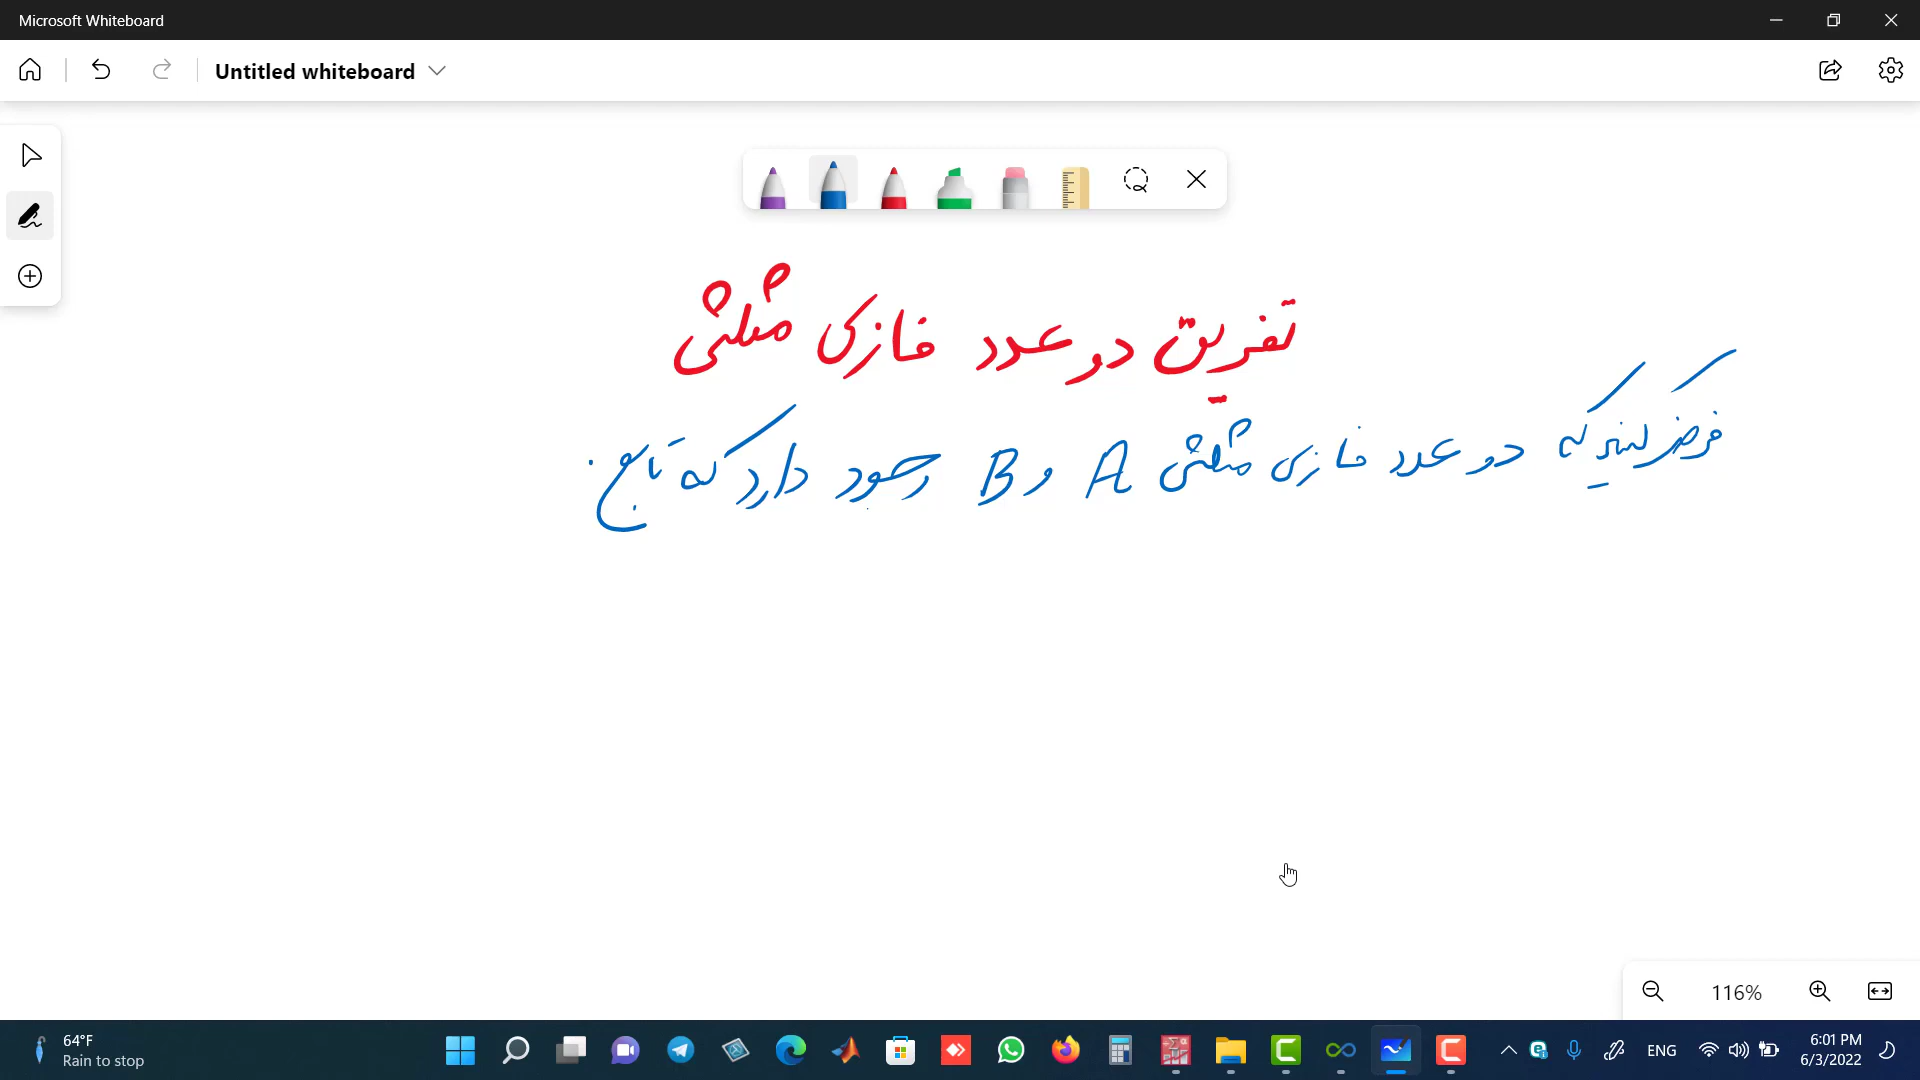 Microsoft Whiteboard
Untitled whiteboard
تفریق دو عدد فازی مثلثی
فرض کنید که دو عدد فازی مثلثی A و B وجود دارد که تابع
116%
64°F
Rain to stop
ENG
6:01 PM
6/3/2022